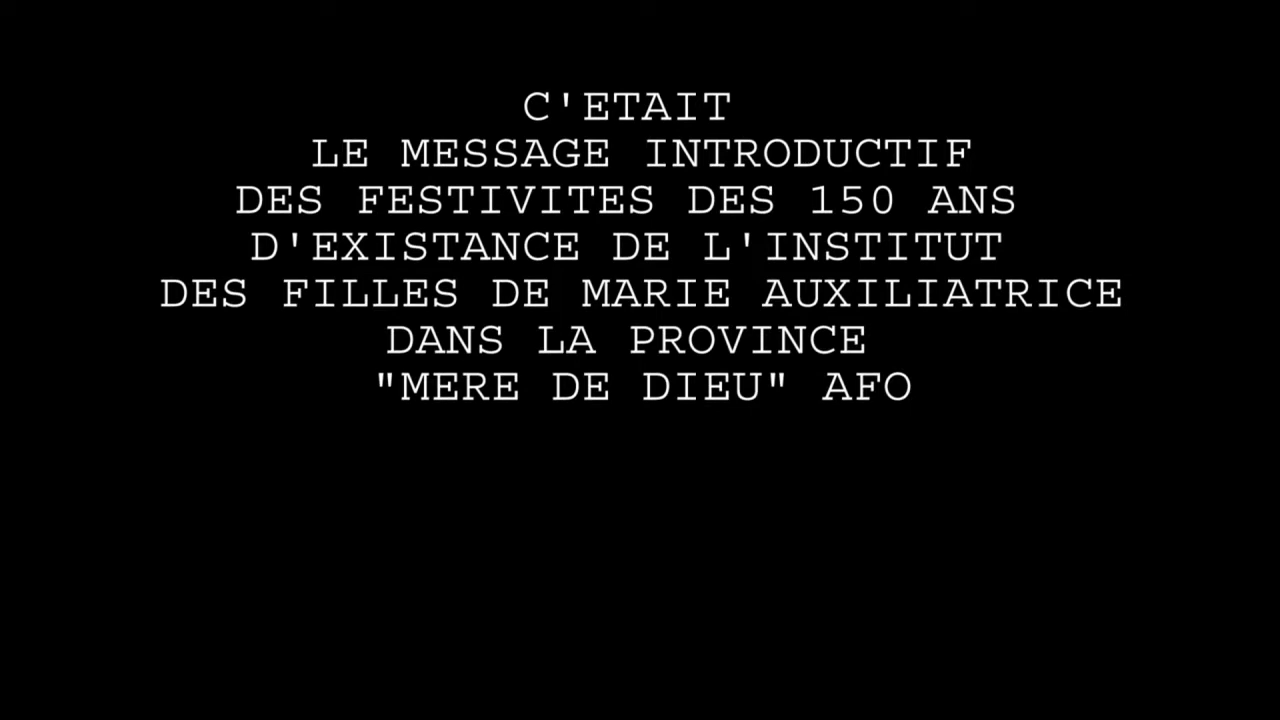 C'ETAIT
LE MESSAGE INTRODUCTIF
DES FESTIVITES DES 150 ANS
D'EXISTANCE DE L'INSTITUT
DES FILLES DE MARIE AUXILIATRICE
DANS LA PROVINCE
"MERE DE DIEU" AFO